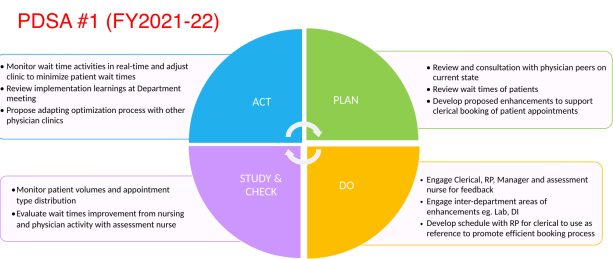 PDSA #1 (FY2021-22)
• Monitor wait time activities in real-time and adjust
clinic to minimize patient wait times
• Review implementation learnings at Department
meeting
• Propose adapting optimization process with other
physician clinics
ACT
PLAN
• Review and consultation with physician peers on
current state
• Review wait times of patients
• Develop proposed enhancements to support
clerical booking of patient appointments
• Monitor patient volumes and appointment
type distribution
• Evaluate wait times improvement from nursing
and physician activity with assessment nurse
STUDY &
CHECK
DO
• Engage Clerical, RP, Manager and assessment
nurse for feedback
• Engage inter-department areas of
enhancements eg. Lab, DI
• Develop schedule with RP for clerical to use as
reference to promote efficient booking process